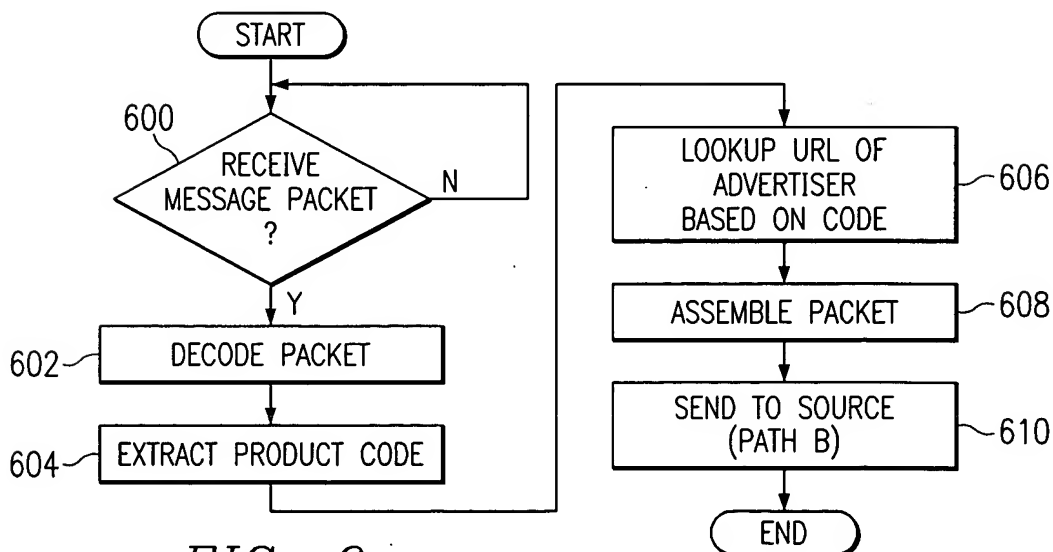 START
600
RECEIVE
MESSAGE PACKET
?
N
Y
602
DECODE PACKET
604
EXTRACT PRODUCT CODE
LOOKUP URL OF
ADVERTISER
BASED ON CODE
606
ASSEMBLE PACKET
608
SEND TO SOURCE
(PATH B)
610
END